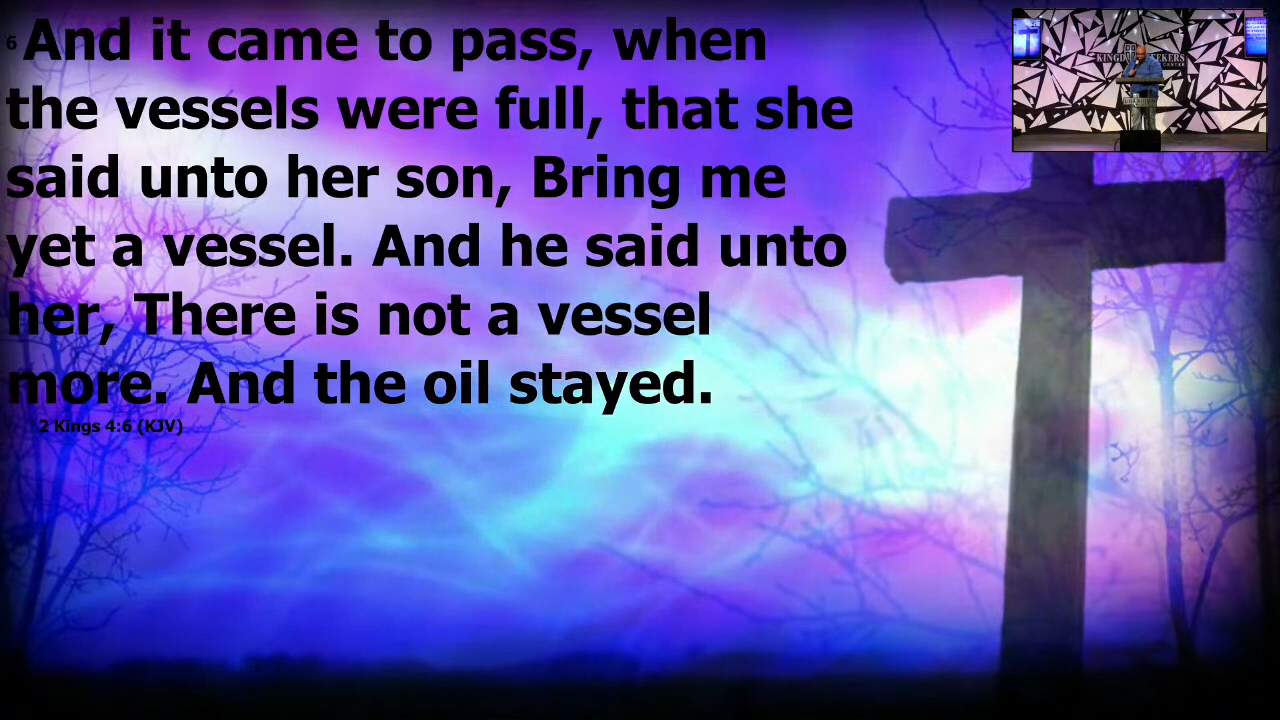 6 And it came to pass, when
the vessels were full, that she
said unto her son, Bring me
yet a vessel. And he said unto
her, There is not a vessel
more. And the oil stayed.
2 Kings 4:6 (KJV)
CENTER